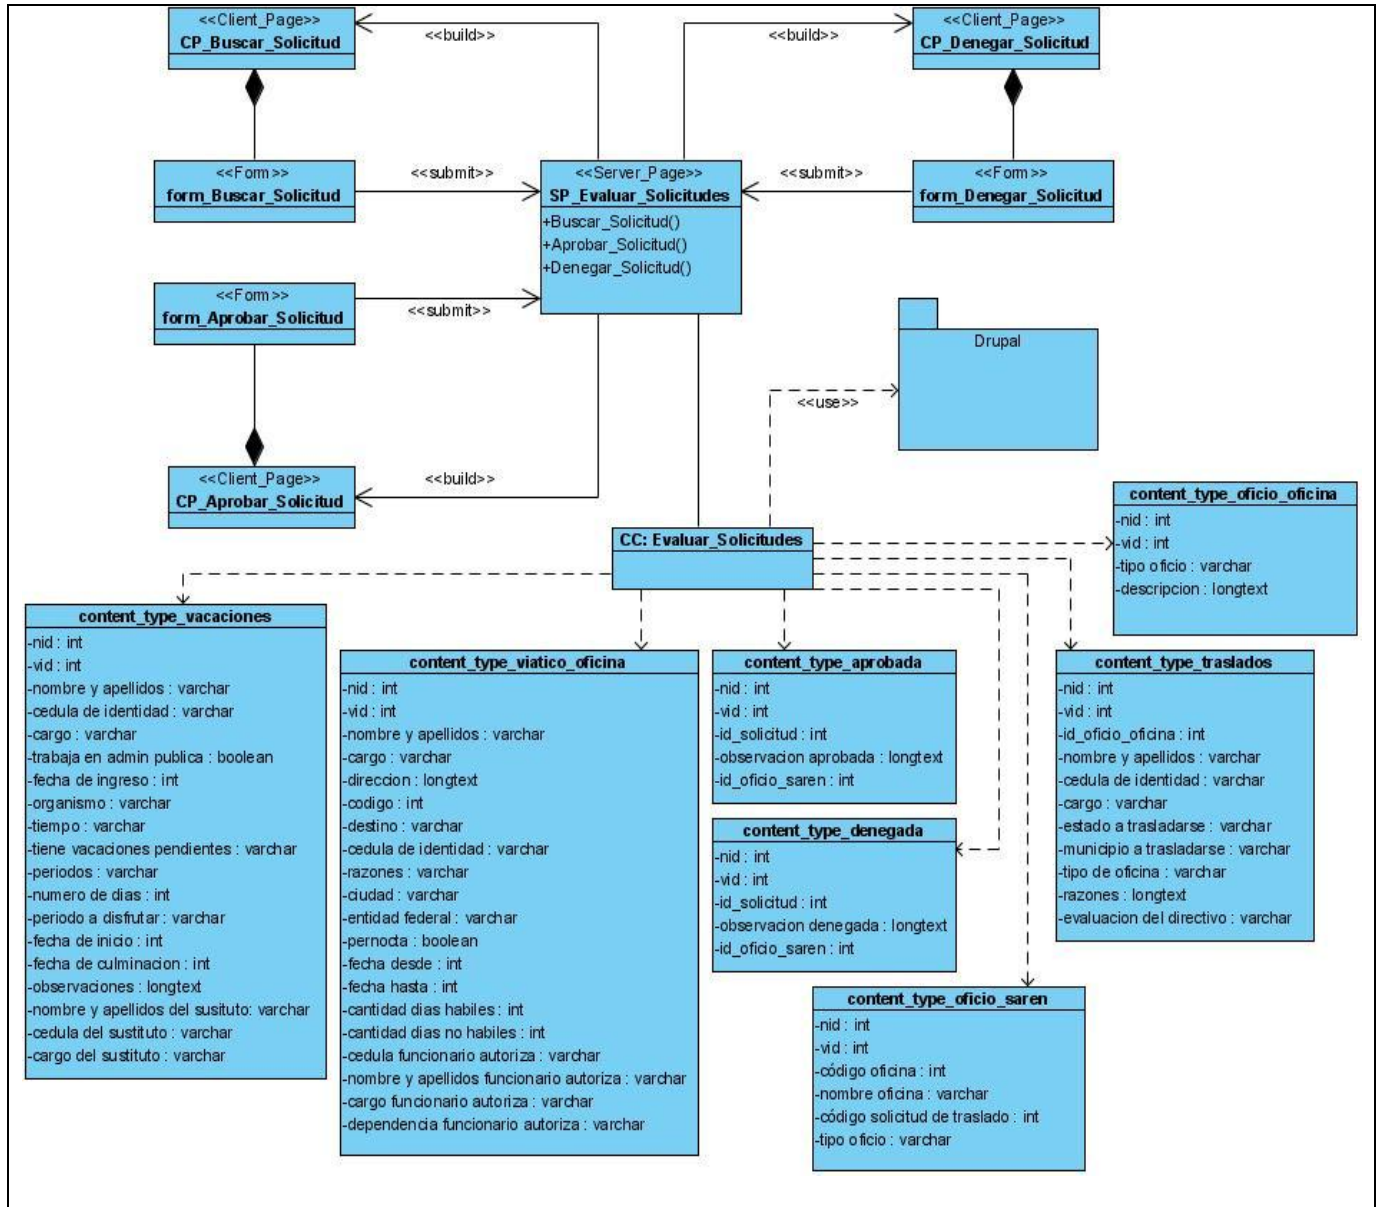 <<Client_Page>>
CP_Buscar_Solicitud
<<build>>
<<build>>
<<Client_Page>>
CP_Denegar_Solicitud
<<Form>>
form_Buscar_Solicitud
<<submit>>
<<Server_Page>>
SP_Evaluar_Solicitudes
+Buscar_Solicitud()
+Aprobar_Solicitud()
+Denegar_Solicitud()
<<submit>>
<<Form>>
form_Denegar_Solicitud
<<Form>>
form_Aprobar_Solicitud
<<submit>>
Drupal
<<use>>
<<Client_Page>>
CP_Aprobar_Solicitud
<<build>>
CC: Evaluar_Solicitudes
content_type_oficio_oficina
-nid : int
-vid : int
-tipo oficio : varchar
-descripcion : longtext
content_type_vacaciones
-nid : int
-vid : int
-nombre y apellidos : varchar
-cedula de identidad : varchar
-cargo : varchar
-trabaja en admin publica : boolean
-fecha de ingreso : int
-organismo : varchar
-tiempo : varchar
-tiene vacaciones pendientes : varchar
-periodos : varchar
-numero de dias : int
-periodo a disfrutar : varchar
-fecha de inicio : int
-fecha de culminacion : int
-observaciones : longtext
-nombre y apellidos del susituto: varchar
-cedula del sustituto : varchar
-cargo del sustituto : varchar
content_type_viatico_oficina
-nid : int
-vid : int
-nombre y apellidos : varchar
-cargo : varchar
-direccion : longtext
-codigo : int
-destino : varchar
-cedula de identidad : varchar
-razones : varchar
-ciudad : varchar
-entidad federal : varchar
-pernocta : boolean
-fecha desde : int
-fecha hasta : int
-cantidad dias habiles : int
-cantidad dias no habiles : int
-cedula funcionario autoriza : varchar
-nombre y apellidos funcionario autoriza : varchar
-cargo funcionario autoriza : varchar
-dependencia funcionario autoriza : varchar
content_type_aprobada
-nid : int
-vid : int
-id_solicitud : int
-observacion aprobada : longtext
-id_oficio_saren : int
content_type_denegada
-nid : int
-vid : int
-id_solicitud : int
-observacion denegada : longtext
-id_oficio_saren : int
content_type_traslados
-nid : int
-vid : int
-id_oficio_oficina : int
-nombre y apellidos : varchar
-cedula de identidad : varchar
-cargo : varchar
-estado a trasladarse : varchar
-municipio a trasladarse : varchar
-tipo de oficina : varchar
-razones : longtext
-evaluacion del directivo : varchar
content_type_oficio_saren
-nid : int
-vid : int
-código oficina : int
-nombre oficina : varchar
-código solicitud de traslado : int
-tipo oficio : varchar